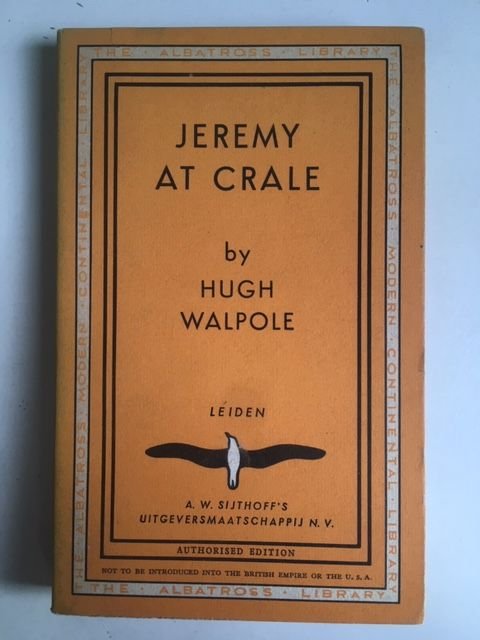 THE · ALBATROSS · LIBRARY
THE · ALBATROSS · MODERN · CONTINENTAL · LIBRARY
THE · ALBATROSS · MODERN · CONTINENTAL · LIBRARY
JEREMY
AT CRALE
by
HUGH
WALPOLE
LEIDEN
A. W. SIJTHOFF'S
UITGEVERSMAATSCHAPPIJ N. V.
AUTHORISED EDITION
NOT TO BE INTRODUCED INTO THE BRITISH EMPIRE OR THE U. S. A.
THE · ALBATROSS · LIBRARY